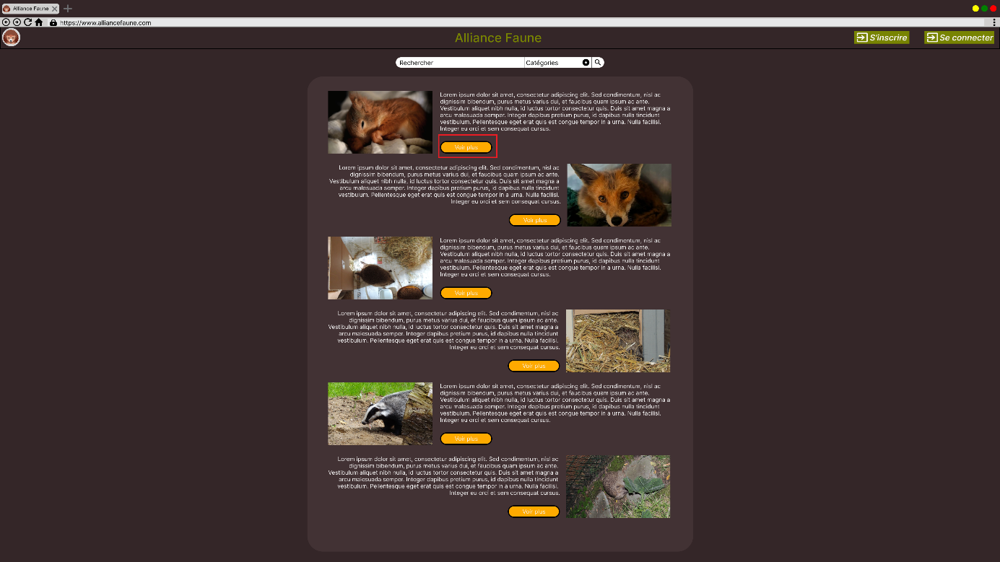 Alliance Faune
https://www.alliancefaune.com
Alliance Faune
S'inscrire
Se connecter
Rechercher
Catégories
Lorem ipsum dolor sit amet, consectetur adipiscing elit. Sed condimentum, nisl ac
dignissim bibendum, purus metus varius dui, et faucibus quam ipsum ac ante.
Vestibulum aliquet nibh nulla, id luctus tortor consectetur quis. Duis sit amet magna a
arcu malesuada semper. Integer dapibus pretium purus, id dapibus nulla tincidunt
vestibulum. Pellentesque eget erat quis est congue tempor in a urna. Nulla facilisi.
Integer eu orci et sem consequat cursus.
Voir plus
Lorem ipsum dolor sit amet, consectetur adipiscing elit. Sed condimentum, nisl ac
dignissim bibendum, purus metus varius dui, et faucibus quam ipsum ac ante.
Vestibulum aliquet nibh nulla, id luctus tortor consectetur quis. Duis sit amet magna a
arcu malesuada semper. Integer dapibus pretium purus, id dapibus nulla tincidunt
vestibulum. Pellentesque eget erat quis est congue tempor in a urna. Nulla facilisi.
Integer eu orci et sem consequat cursus.
Voir plus
Lorem ipsum dolor sit amet, consectetur adipiscing elit. Sed condimentum, nisl ac
dignissim bibendum, purus metus varius dui, et faucibus quam ipsum ac ante.
Vestibulum aliquet nibh nulla, id luctus tortor consectetur quis. Duis sit amet magna a
arcu malesuada semper. Integer dapibus pretium purus, id dapibus nulla tincidunt
vestibulum. Pellentesque eget erat quis est congue tempor in a urna. Nulla facilisi.
Integer eu orci et sem consequat cursus.
Voir plus
Lorem ipsum dolor sit amet, consectetur adipiscing elit. Sed condimentum, nisl ac
dignissim bibendum, purus metus varius dui, et faucibus quam ipsum ac ante.
Vestibulum aliquet nibh nulla, id luctus tortor consectetur quis. Duis sit amet magna a
arcu malesuada semper. Integer dapibus pretium purus, id dapibus nulla tincidunt
vestibulum. Pellentesque eget erat quis est congue tempor in a urna. Nulla facilisi.
Integer eu orci et sem consequat cursus.
Voir plus
Lorem ipsum dolor sit amet, consectetur adipiscing elit. Sed condimentum, nisl ac
dignissim bibendum, purus metus varius dui, et faucibus quam ipsum ac ante.
Vestibulum aliquet nibh nulla, id luctus tortor consectetur quis. Duis sit amet magna a
arcu malesuada semper. Integer dapibus pretium purus, id dapibus nulla tincidunt
vestibulum. Pellentesque eget erat quis est congue tempor in a urna. Nulla facilisi.
Integer eu orci et sem consequat cursus.
Voir plus
Lorem ipsum dolor sit amet, consectetur adipiscing elit. Sed condimentum, nisl ac
dignissim bibendum, purus metus varius dui, et faucibus quam ipsum ac ante.
Vestibulum aliquet nibh nulla, id luctus tortor consectetur quis. Duis sit amet magna a
arcu malesuada semper. Integer dapibus pretium purus, id dapibus nulla tincidunt
vestibulum. Pellentesque eget erat quis est congue tempor in a urna. Nulla facilisi.
Integer eu orci et sem consequat cursus.
Voir plus